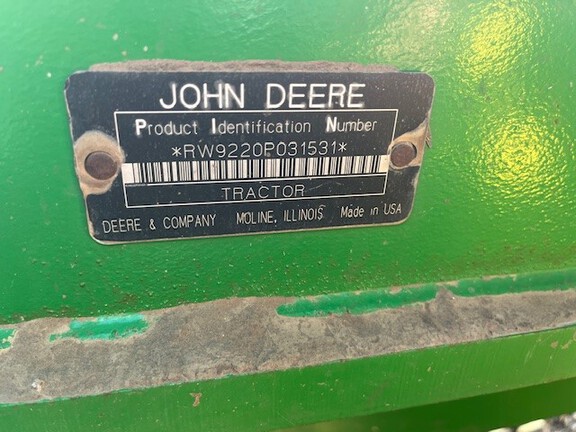 JOHN DEERE
Product Identification Number
*RW9220P031531*
TRACTOR
DEERE & COMPANY MOLINE, ILLINOIS Made in USA